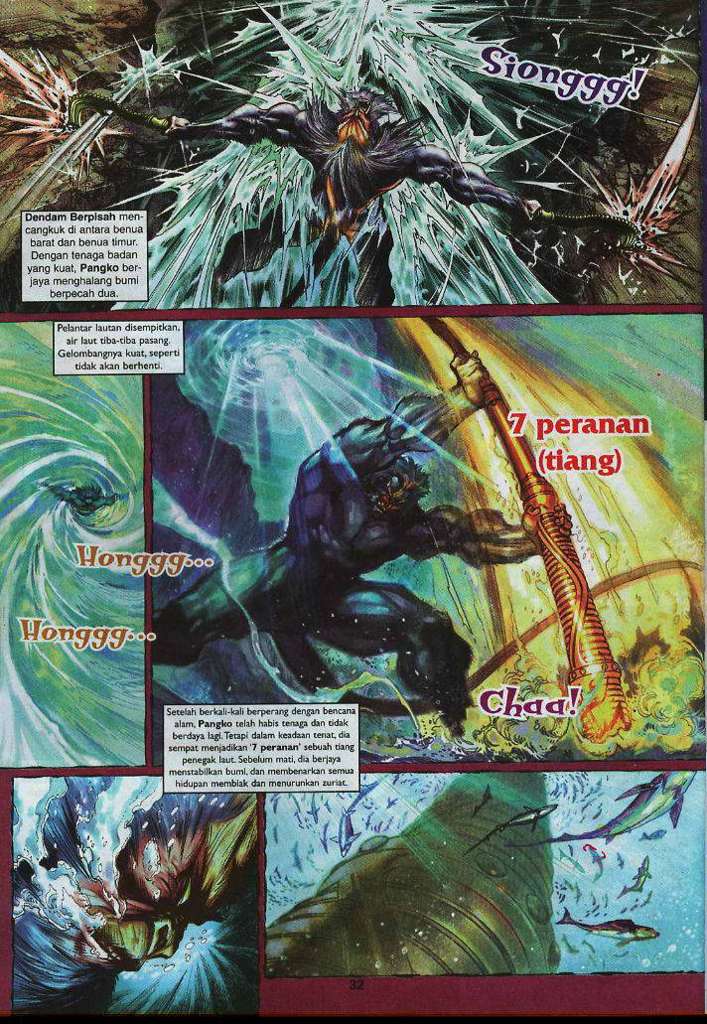 Sionggg!
Dendam Berpisah men-
cangkuk di antara benua
barat dan benua timur.
Dengan tenaga badan
yang kuat, Pangko ber-
jaya menghalang bumi
berpecah dua.
Pelantar lautan disempitkan,
air laut tiba-tiba pasang.
Gelombangnya kuat, seperti
tidak akan berhenti.
7 peranan
(tiang)
Honggg...
Honggg...
Chaa!
Setelah berkali-kali berperang dengan bencana
alam, Pangko telah habis tenaga dan tidak
berdaya lagi. Tetapi dalam keadaan tenat, dia
sempat menjadikan '7 peranan' sebuah tiang
penegak laut. Sebelum mati, dia berjaya
menstabilkan bumi, dan membenarkan semua
hidupan membiak dan menurunkan zuriat.
32